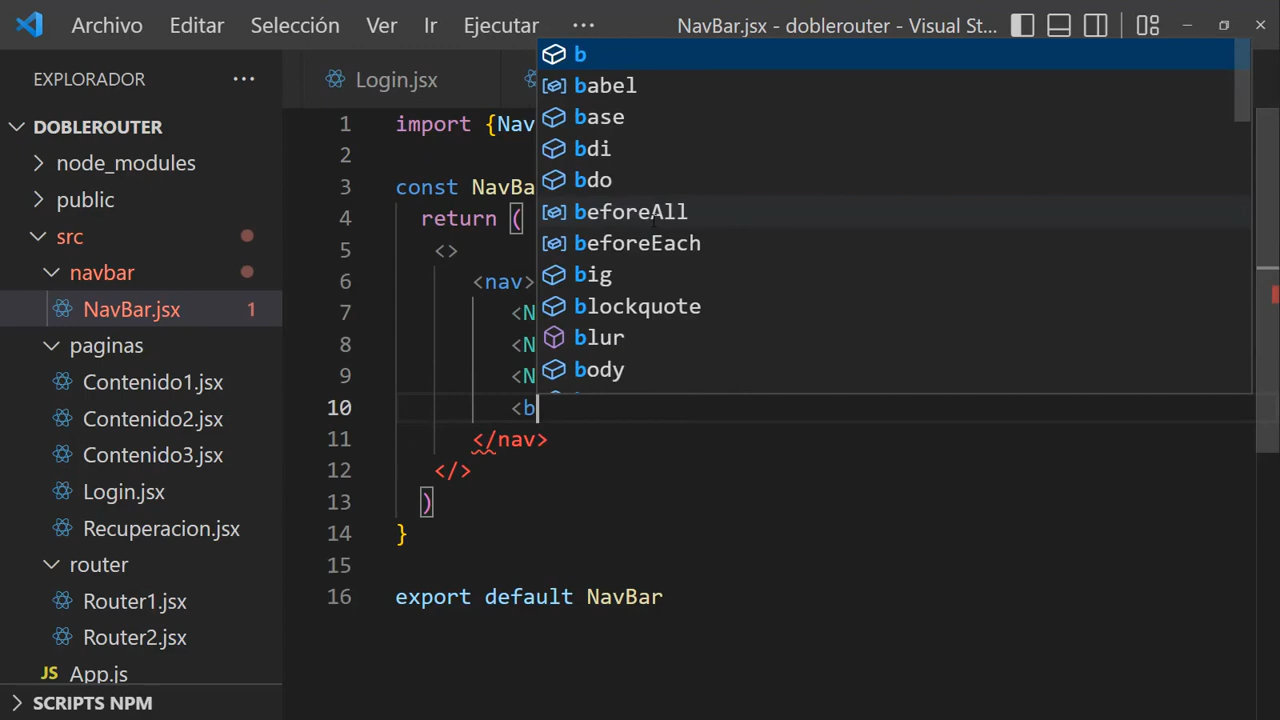 Archivo Editar Selección Ver Ir Ejecutar ··· NavBar.jsx - doblerouter - Visual St...
EXPLORADOR ···
DOBLEROUTER
node_modules
public
src
navbar
NavBar.jsx 1
paginas
Contenido1.jsx
Contenido2.jsx
Contenido3.jsx
Login.jsx
Recuperacion.jsx
router
Router1.jsx
Router2.jsx
App.js
SCRIPTS NPM
Login.jsx
1 import {Nav
2
3 const NavBa
4 return (
5 <>
6 <nav>
7 <N
8 <N
9 <N
10 <b
11 </nav>
12 </>
13 )
14 }
15
16 export default NavBar
b
babel
base
bdi
bdo
beforeAll
beforeEach
big
blockquote
blur
body